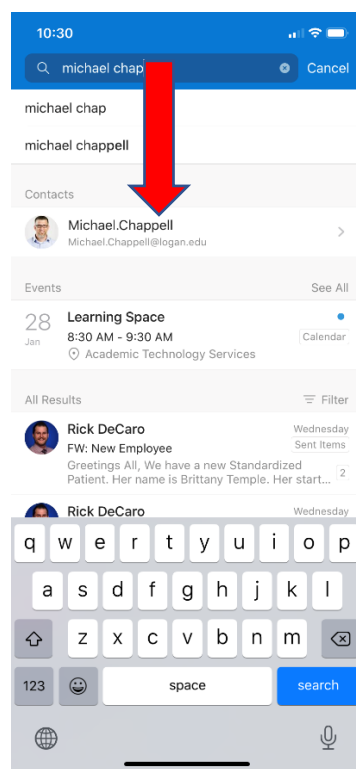 10:30
michael chap
Cancel
michael chap
michael chappell
Contacts
Michael.Chappell
Michael.Chappell@logan.edu
Events See All
28 Learning Space
Jan 8:30 AM - 9:30 AM Calendar
Academic Technology Services
All Results Filter
Rick DeCaro Wednesday
FW: New Employee Sent Items
Greetings All, We have a new Standardized
Patient. Her name is Brittany Temple. Her start... 2
Rick DeCaro Wednesday
q w e r t y u i o p
a s d f g h j k l
z x c v b n m
123 space search